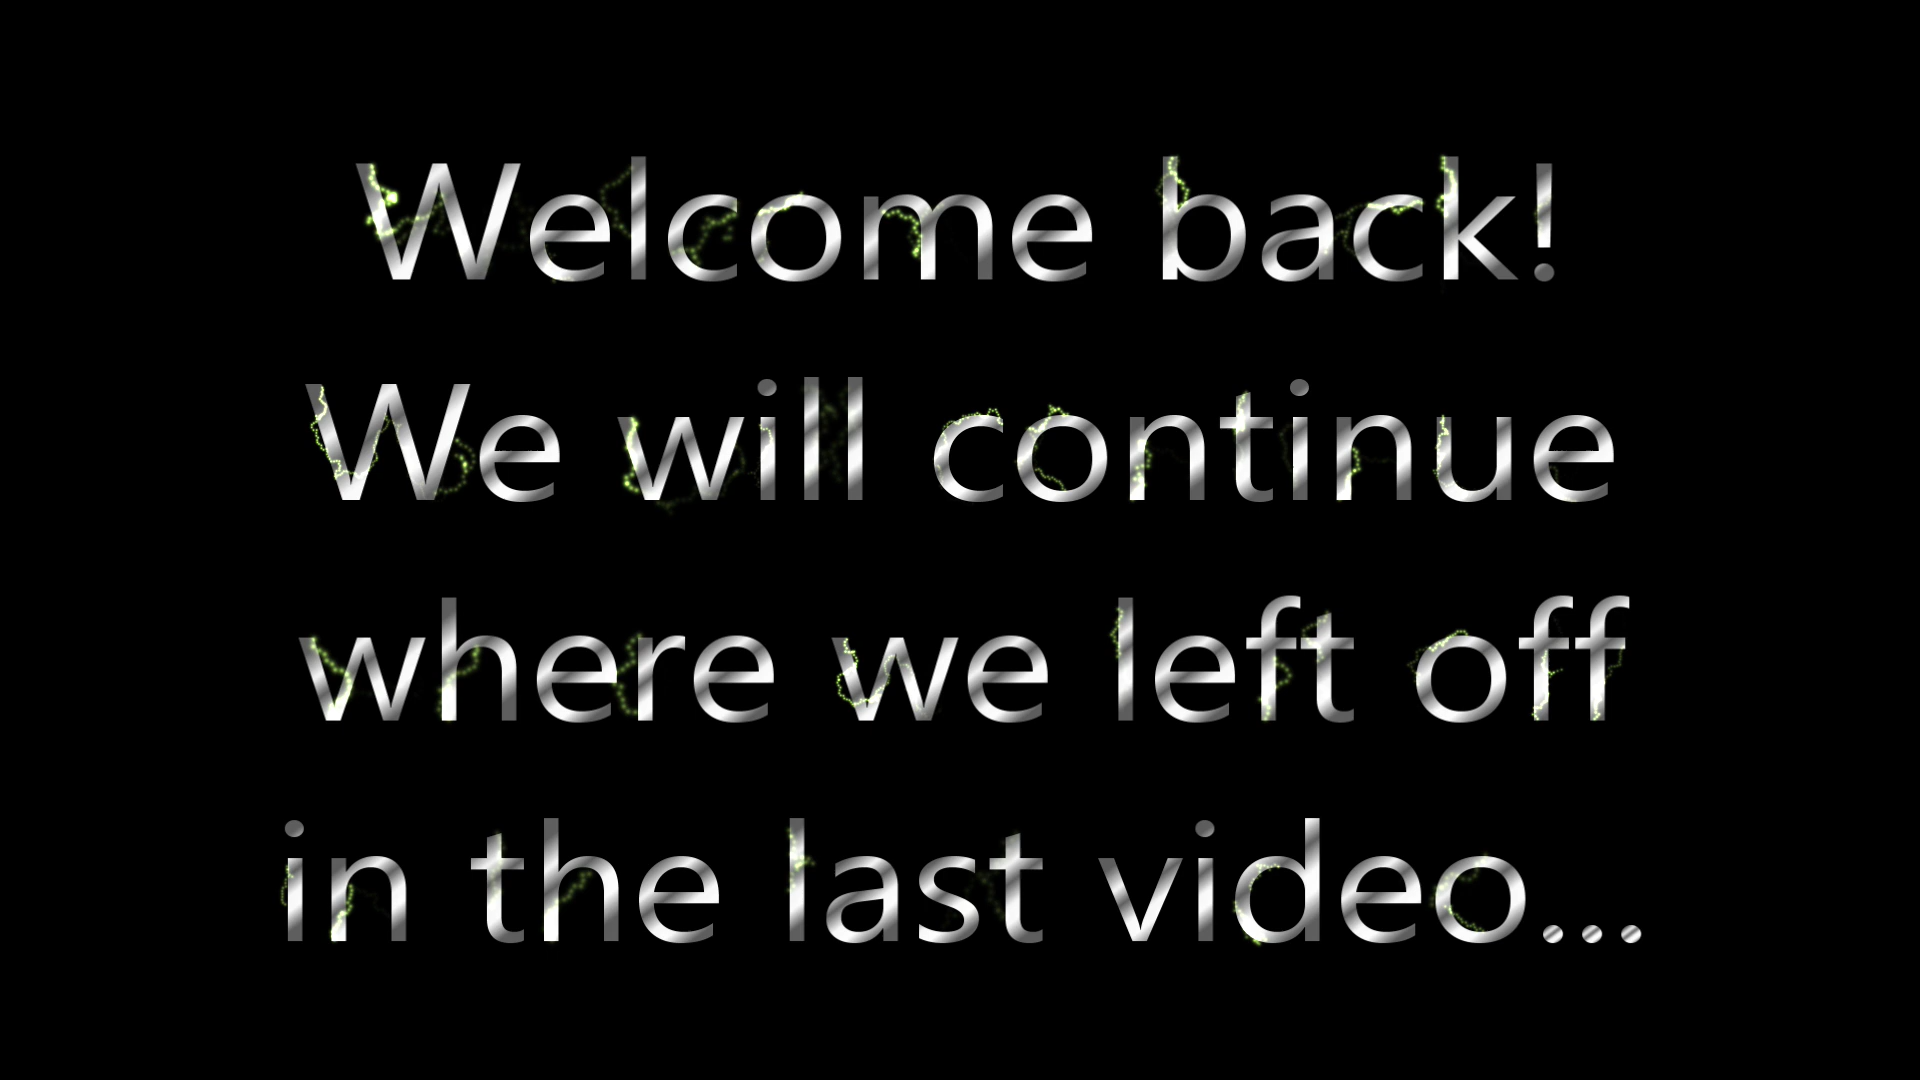 Welcome back!
We will continue
where we left off
in the last video...